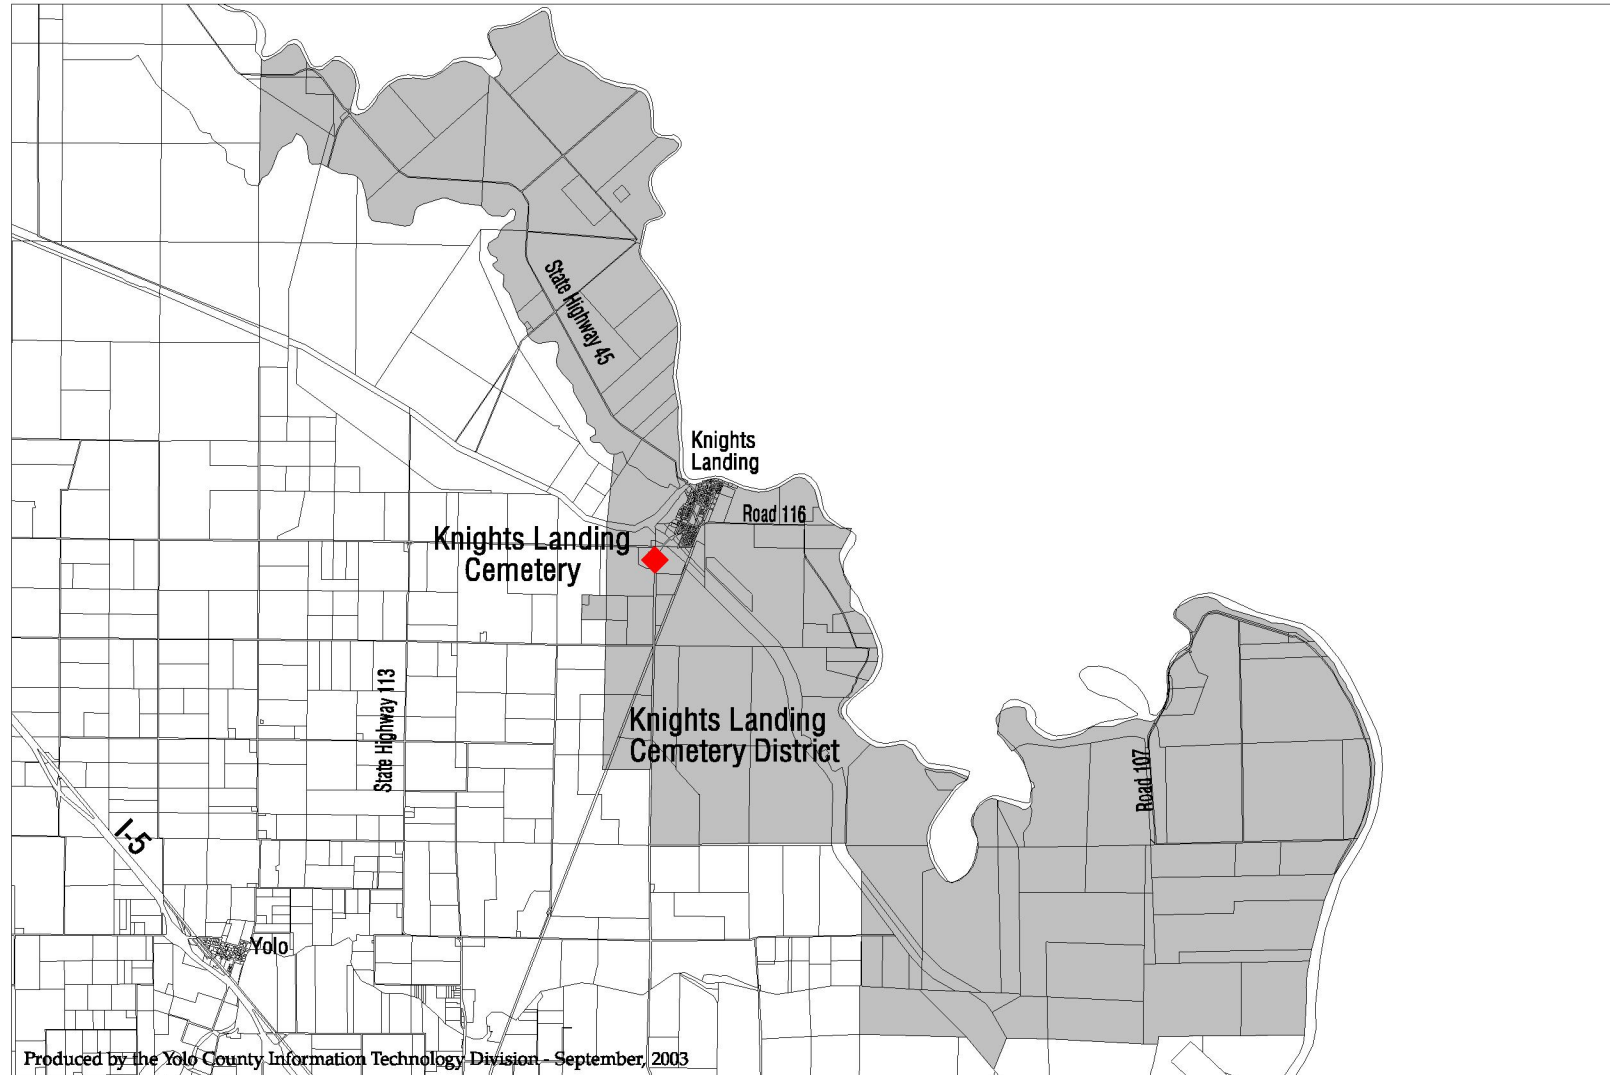 State Highway 45
Knights
Landing
Road 116
Knights Landing
Cemetery
State Highway 113
Knights Landing
Cemetery District
Road 107
I-5
Yolo
Produced by the Yolo County Information Technology Division - September, 2003